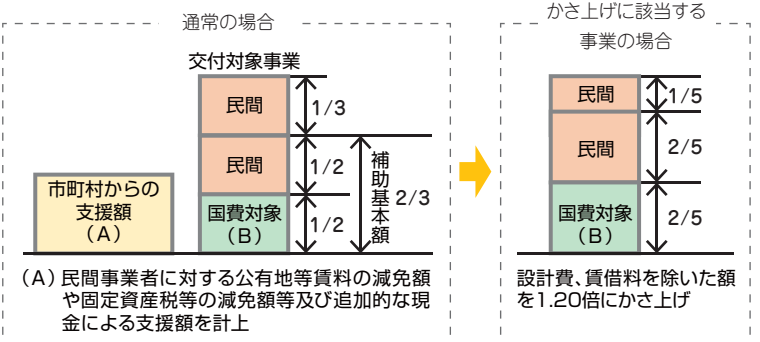 通常の場合
交付対象事業
民間
1/3
民間
1/2
補助基本額
2/3
市町村からの
支援額
（A）
国費対象
（B）
1/2
（A）民間事業者に対する公有地等賃料の減免額
や固定資産税等の減免額等及び追加的な現
金による支援額を計上
かさ上げに該当する
事業の場合
民間
1/5
民間
2/5
国費対象
（B）
2/5
設計費、賃借料を除いた額
を1.20倍にかさ上げ